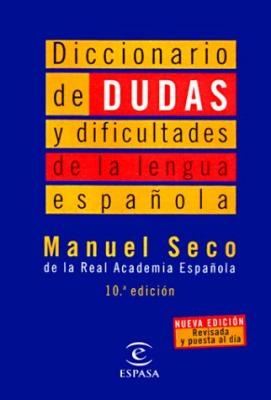 Diccionario
de DUDAS
y dificultades
de la lengua
española
Manuel Seco
de la Real Academia Española
10.ª edición
NUEVA EDICIÓN
Revisada
y puesta al día
ESPASA